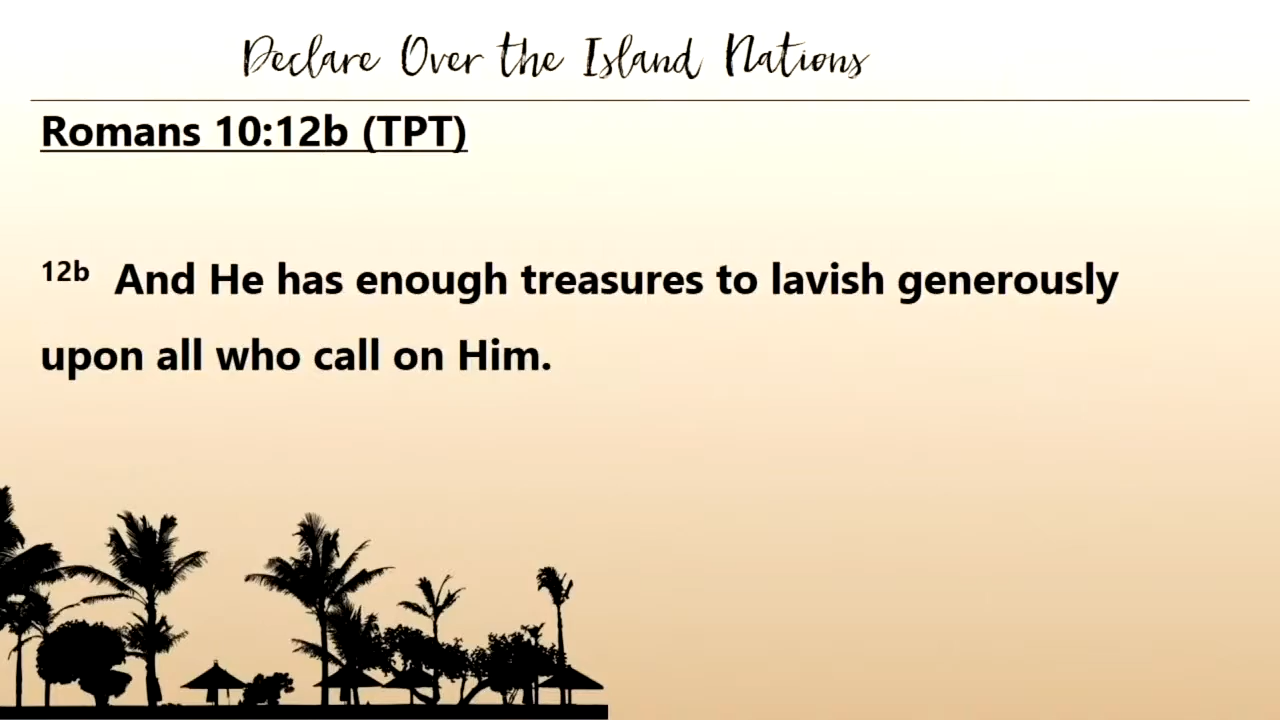 Declare Over the Island Nations
Romans 10:12b (TPT)
12b And He has enough treasures to lavish generously
upon all who call on Him.